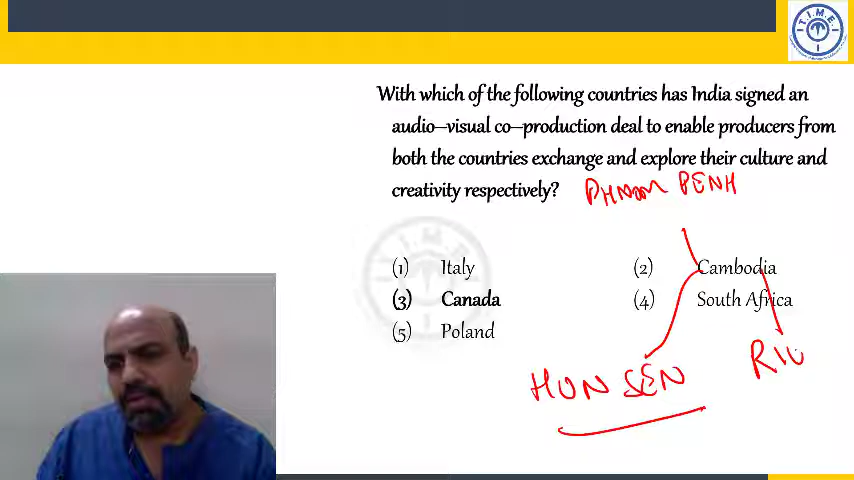 T.I.M.E.
With which of the following countries has India signed an
audio–visual co–production deal to enable producers from
both the countries exchange and explore their culture and
creativity respectively?
PHNOM PENH
(1) Italy (2) Cambodia
(3) Canada (4) South Africa
(5) Poland
HUN SEN